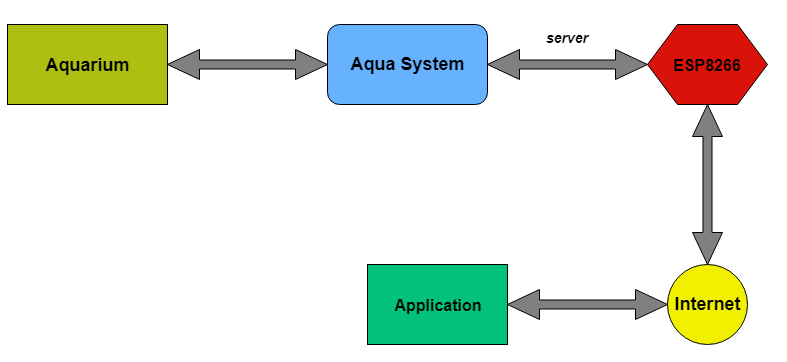 server
Aquarium
Aqua System
ESP8266
Application
Internet